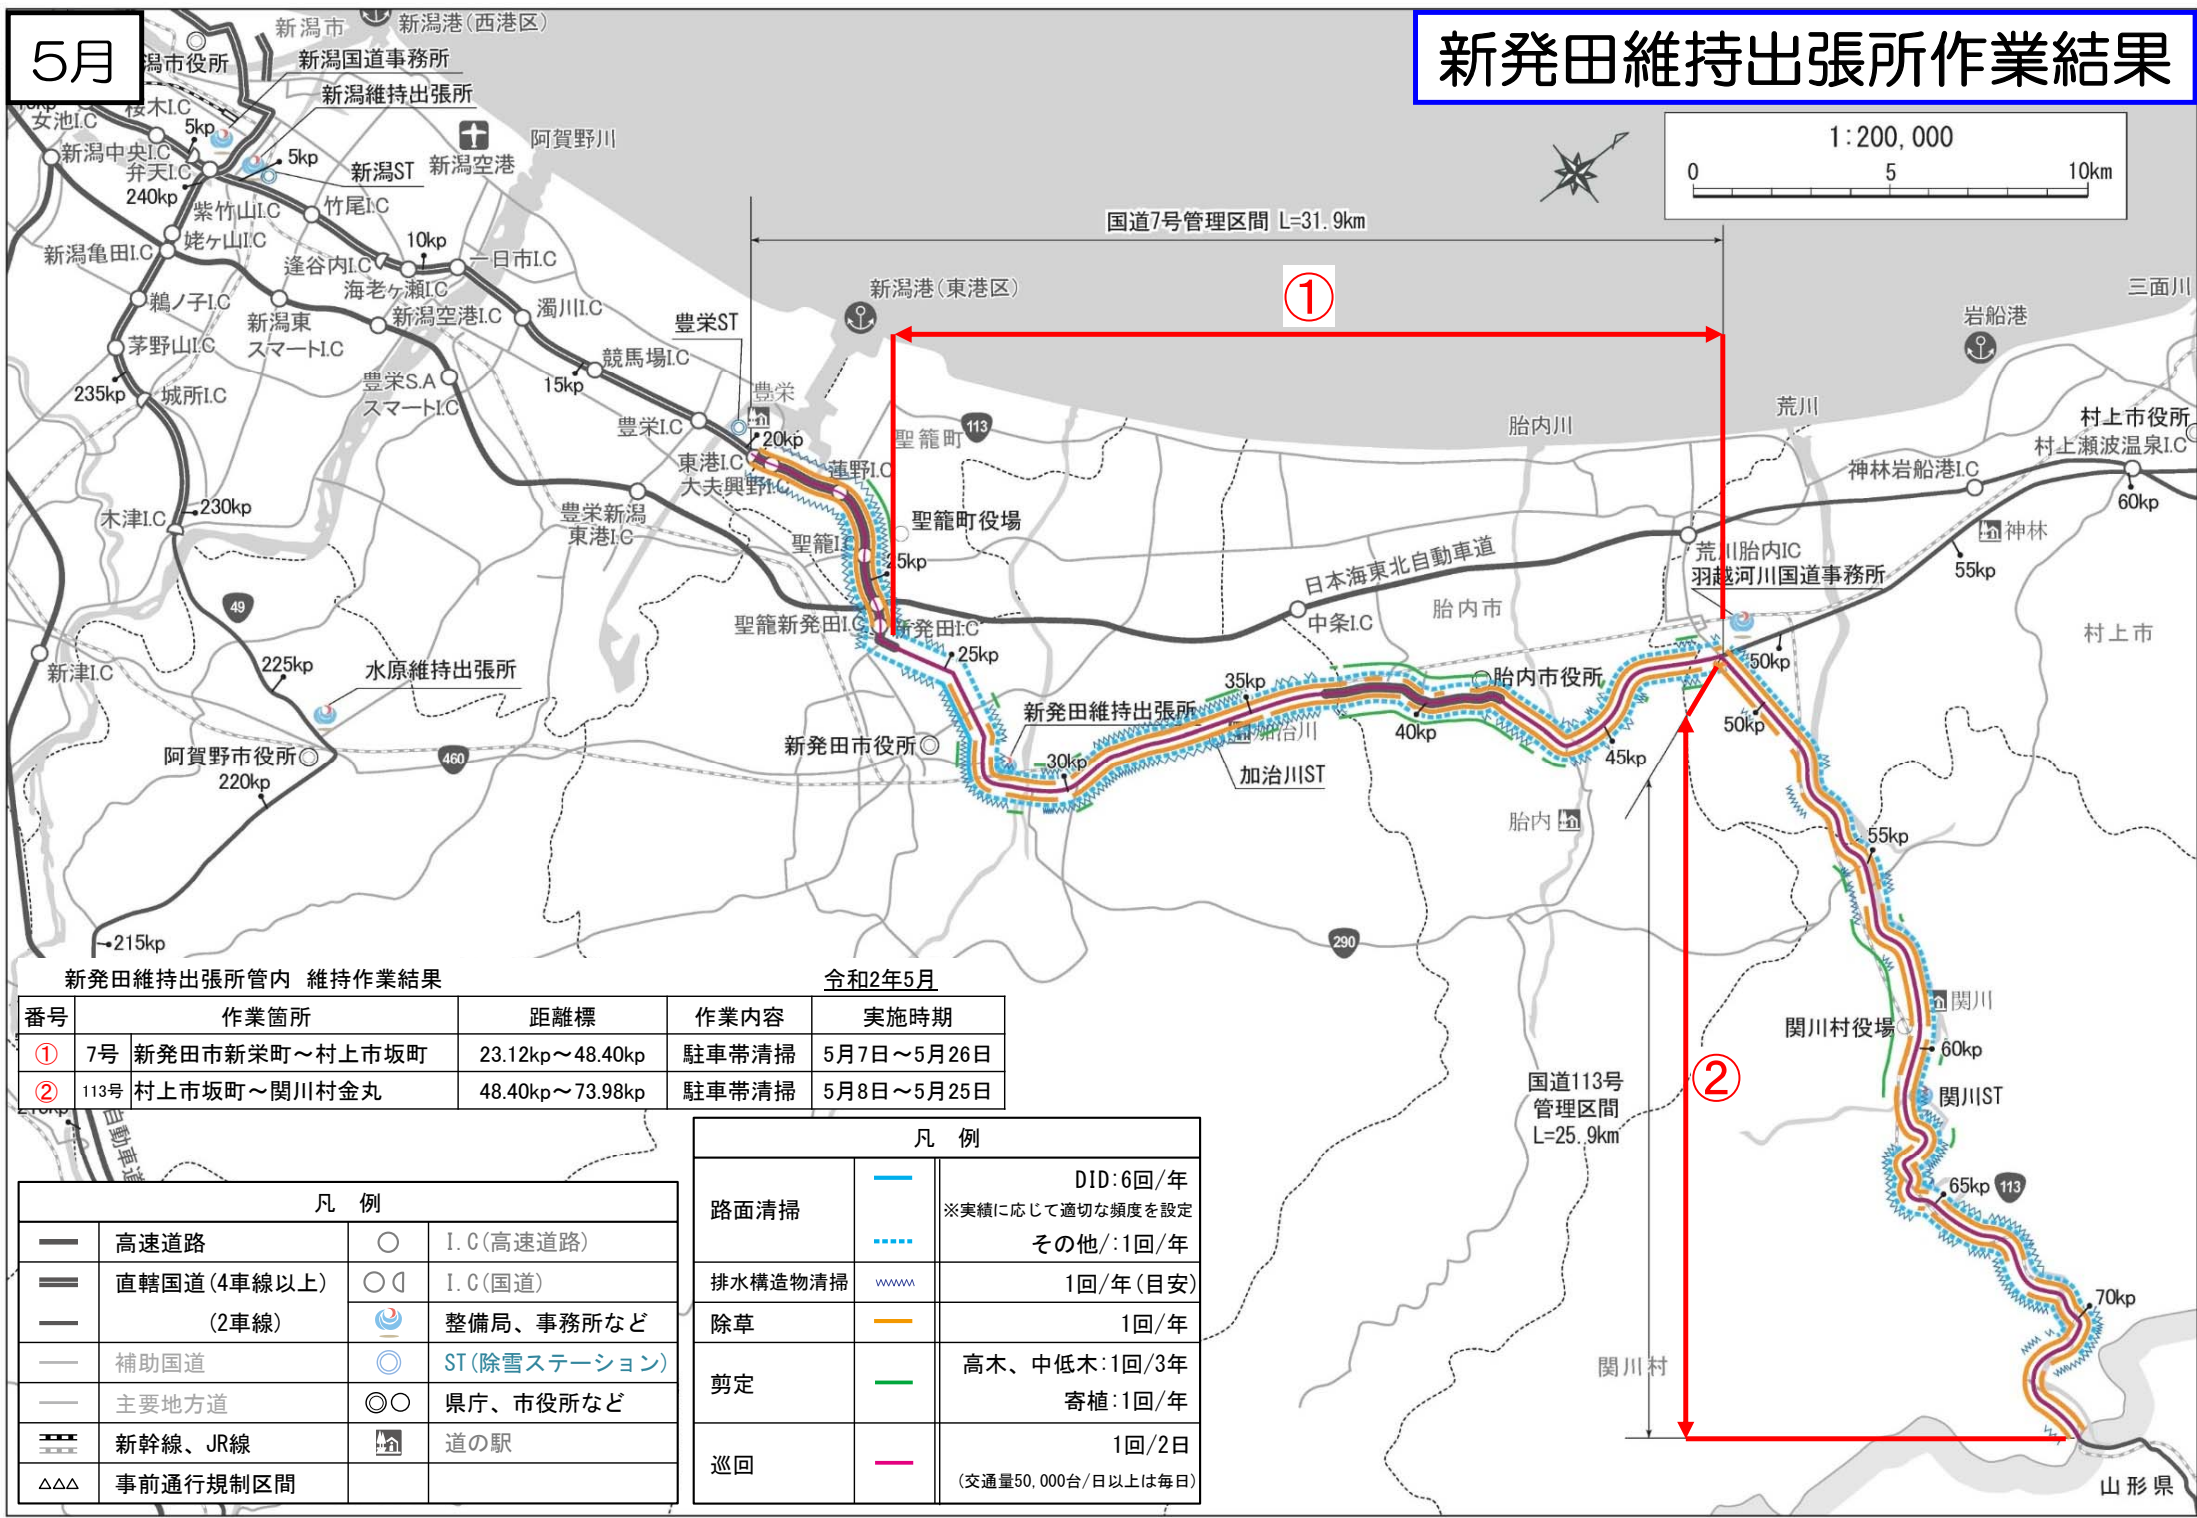 5月
新発田維持出張所作業結果
1:200,000
0 5 10km
新潟市
新潟港(西港区)
潟市役所
新潟国道事務所
新潟維持出張所
桜木I.C
女池I.C
5kp
新潟中央I.C
弁天I.C
5kp
新潟ST
新潟空港
阿賀野川
240kp
紫竹山I.C
竹尾I.C
姥ヶ山I.C
新潟亀田I.C
10kp
一日市I.C
逢谷内I.C
海老ヶ瀬I.C
鵜ノ子I.C
新潟東
スマートI.C
新潟空港I.C
濁川I.C
茅野山I.C
競馬場I.C
15kp
235kp
城所I.C
豊栄S.A
スマートI.C
豊栄I.C
豊栄ST
新潟港(東港区)
国道7号管理区間 L=31.9km
①
三面川
岩船港
豊栄
20kp
東港I.C
大夫興野I.C
蓮野I.C
聖籠町
113
胎内川
荒川
村上市役所
村上瀬波温泉I.C
神林岩船港I.C
60kp
230kp
木津I.C
豊栄新潟
東港I.C
聖籠I.
聖籠町役場
25kp
神林
荒川胎内IC
羽越河川国道事務所
55kp
日本海東北自動車道
49
聖籠新発田I.C
新発田I.C
中条I.C
胎内市
村上市
新津I.C
225kp
水原維持出張所
25kp
35kp
胎内市役所
50kp
新発田維持出張所
50kp
新発田市役所
加治川
40kp
45kp
阿賀野市役所
460
220kp
30kp
加治川ST
胎内
55kp
215kp
290
関川
関川村役場
60kp
国道113号
管理区間
L=25.9km
②
関川ST
65kp
113
70kp
関川村
山形県
自動車道
新発田維持出張所管内 維持作業結果 令和2年5月
番号 作業箇所 距離標 作業内容 実施時期
① 7号 新発田市新栄町～村上市坂町 23.12kp～48.40kp 駐車帯清掃 5月7日～5月26日
② 113号 村上市坂町～関川村金丸 48.40kp～73.98kp 駐車帯清掃 5月8日～5月25日
凡 例
高速道路 I.C(高速道路)
直轄国道(4車線以上) I.C(国道)
(2車線) 整備局、事務所など
補助国道 ST(除雪ステーション)
主要地方道 県庁、市役所など
新幹線、JR線 道の駅
事前通行規制区間
凡 例
路面清掃 DID:6回/年
※実績に応じて適切な頻度を設定
その他/:1回/年
排水構造物清掃 1回/年(目安)
除草 1回/年
剪定 高木、中低木:1回/3年
寄植:1回/年
巡回 1回/2日
(交通量50,000台/日以上は毎日)